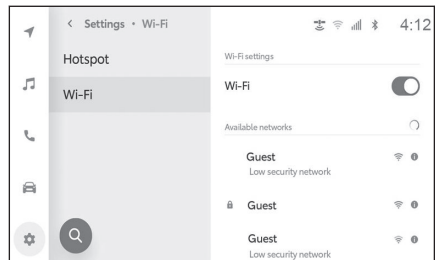 Settings • Wi-Fi
4:12
Hotspot
Wi-Fi
Wi-Fi settings
Wi-Fi
Available networks
Guest
Low security network
Guest
Guest
Low security network